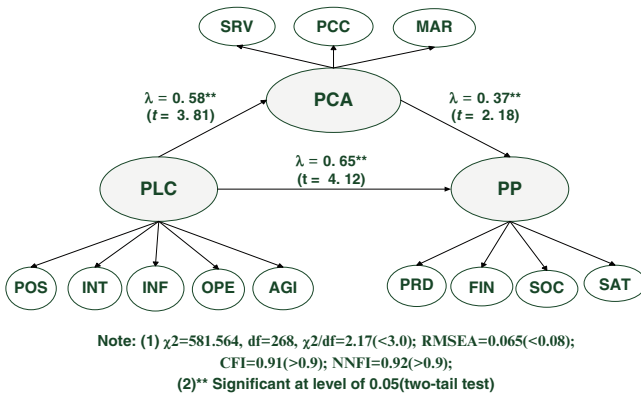 SRV
PCC
MAR
λ = 0. 58**
(t = 3. 81)
PCA
λ = 0. 37**
(t = 2. 18)
λ = 0. 65**
(t = 4. 12)
PLC
PP
POS
INT
INF
OPE
AGI
PRD
FIN
SOC
SAT
Note: (1) χ2=581.564, df=268, χ2/df=2.17(<3.0); RMSEA=0.065(<0.08);
CFI=0.91(>0.9); NNFI=0.92(>0.9);
(2)** Significant at level of 0.05(two-tail test)